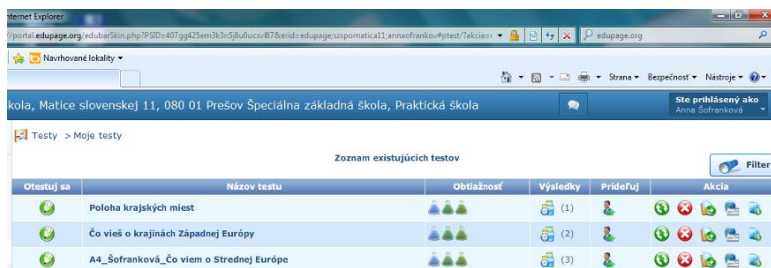 nternet Explorer
//portal.edupage.org/edubarSkin.php?PSID=407gg425em3k3n5j8u0ucsvl87&erid=edupage;szspomatica11;annaofrankov#ptest/?akcia=
edupage.org
Navrhované lokality
Strana Bezpečnosť Nástroje
kola, Matice slovenskej 11, 080 01 Prešov Špeciálna základná škola, Praktická škola
Ste prihlásený ako
Anna Šofranková
Testy > Moje testy
Zoznam existujúcich testov
Filter
Otestuj sa Názov testu Obtiažnosť Výsledky Prideľuj Akcia
Poloha krajských miest (1)
Čo vieš o krajinách Západnej Európy (2)
A4_Šofranková_Čo viem o Strednej Európe (3)